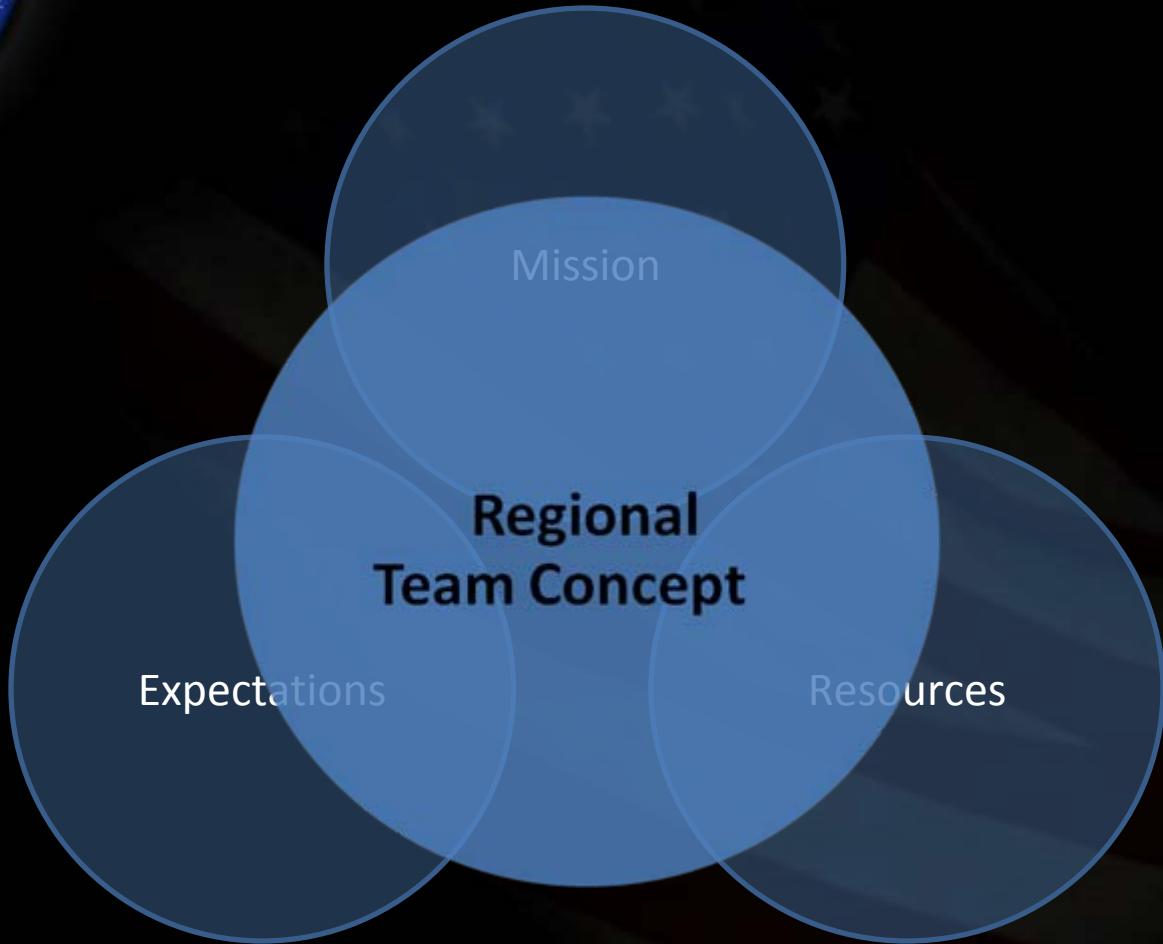 Mission
Regional
Team Concept
Expectations
Resources